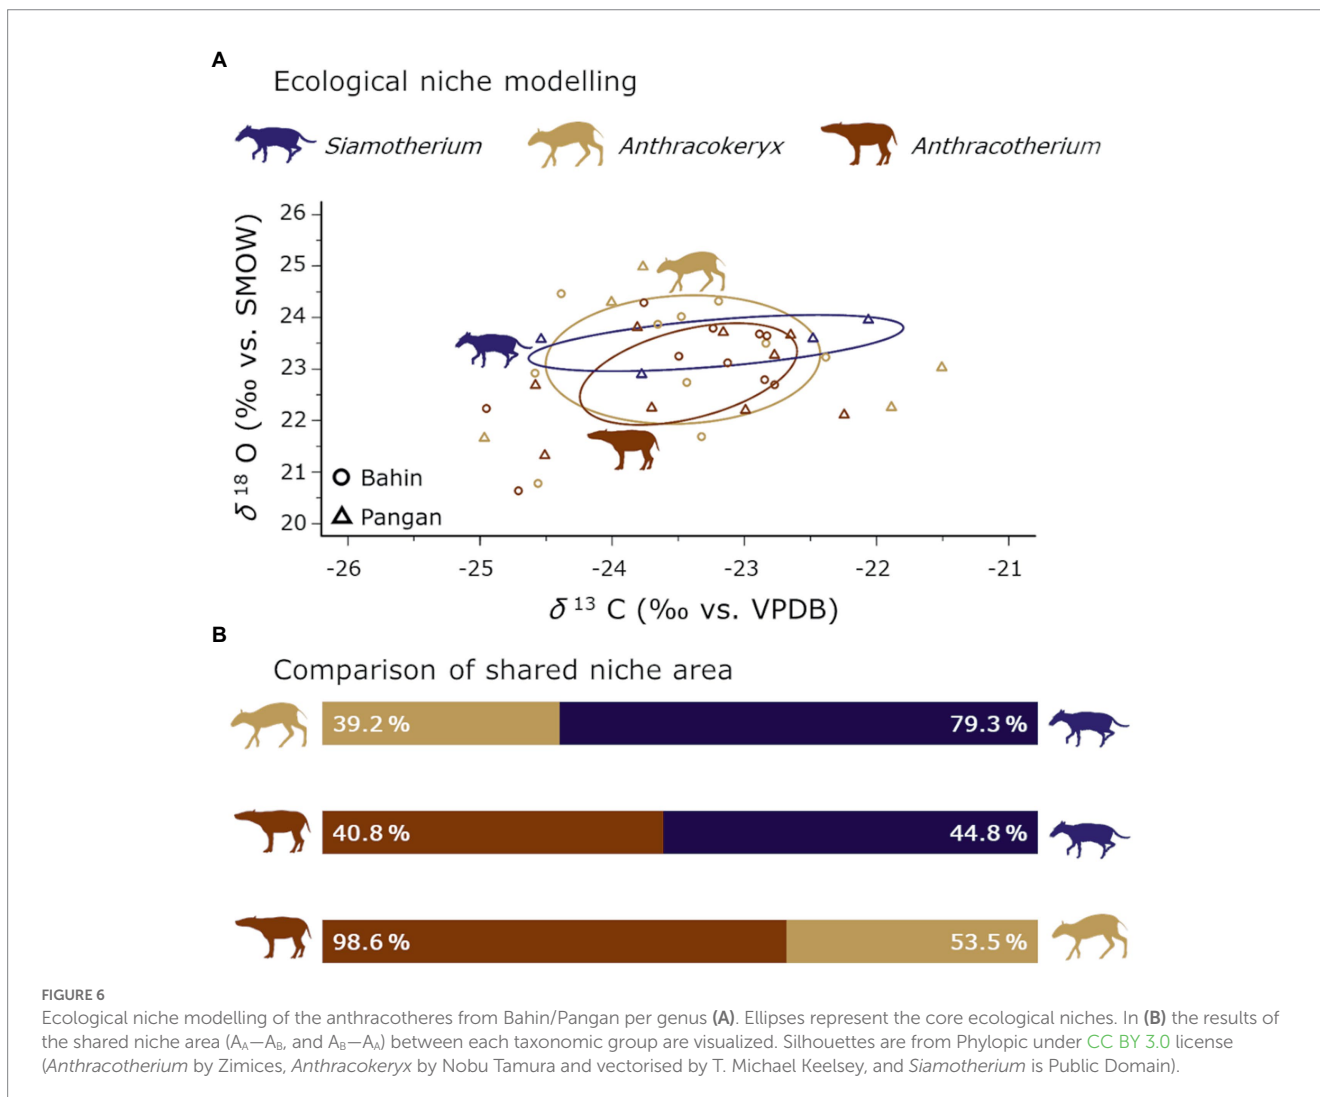 A
Ecological niche modelling
Siamotherium Anthracokeryx Anthracotherium
δ 18 O (‰ vs. SMOW)
26
25
24
23
22
21
20
Bahin
Pangan
-26 -25 -24 -23 -22 -21
δ 13 C (‰ vs. VPDB)
B
Comparison of shared niche area
39.2 % 79.3 %
40.8 % 44.8 %
98.6 % 53.5 %
FIGURE 6
Ecological niche modelling of the anthracotheres from Bahin/Pangan per genus (A). Ellipses represent the core ecological niches. In (B) the results of
the shared niche area (AA—AB, and AB—AA) between each taxonomic group are visualized. Silhouettes are from Phylopic under CC BY 3.0 license
(Anthracotherium by Zimices, Anthracokeryx by Nobu Tamura and vectorised by T. Michael Keelsey, and Siamotherium is Public Domain).